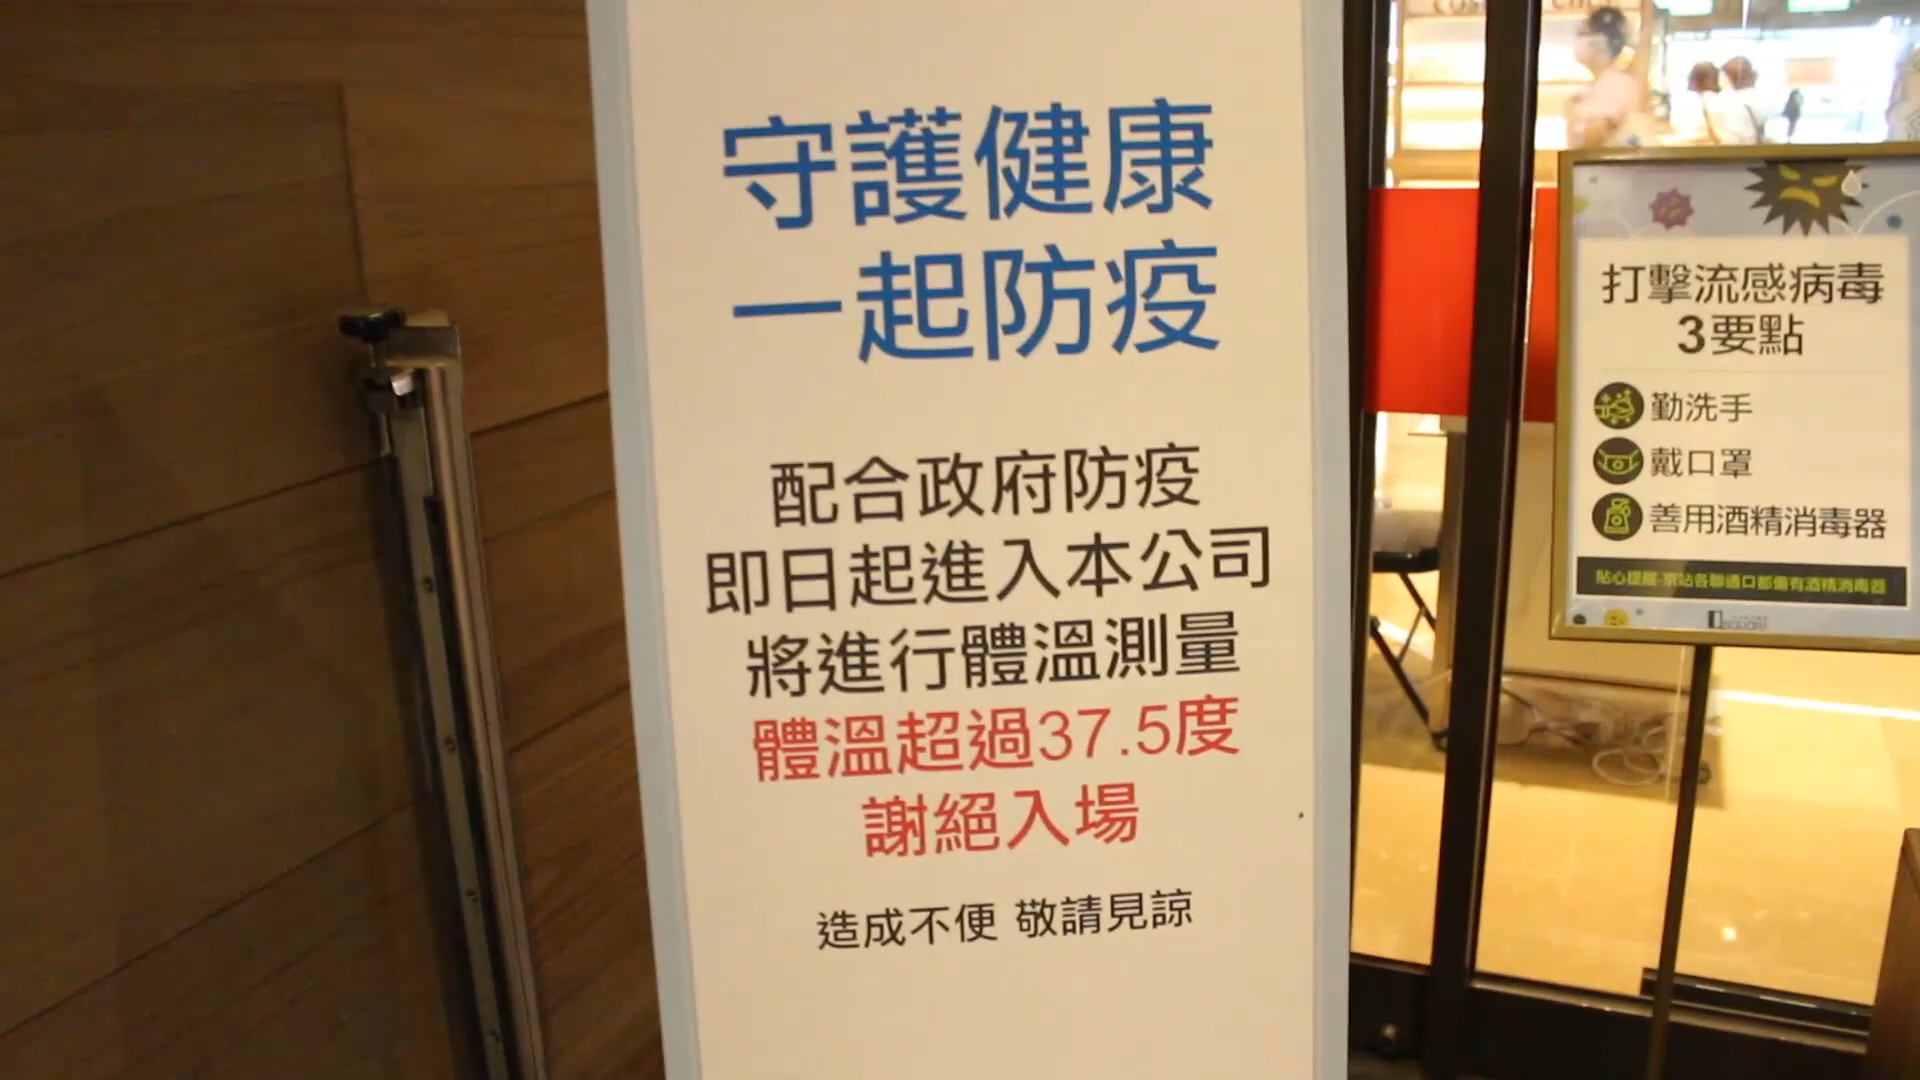 守護健康
一起防疫
配合政府防疫
即日起進入本公司
將進行體溫測量
體溫超過37.5度
謝絕入場
造成不便 敬請見諒
打擊流感病毒
3要點
勤洗手
戴口罩
善用酒精消毒器
貼心提醒-京站各聯通口都備有酒精消毒器